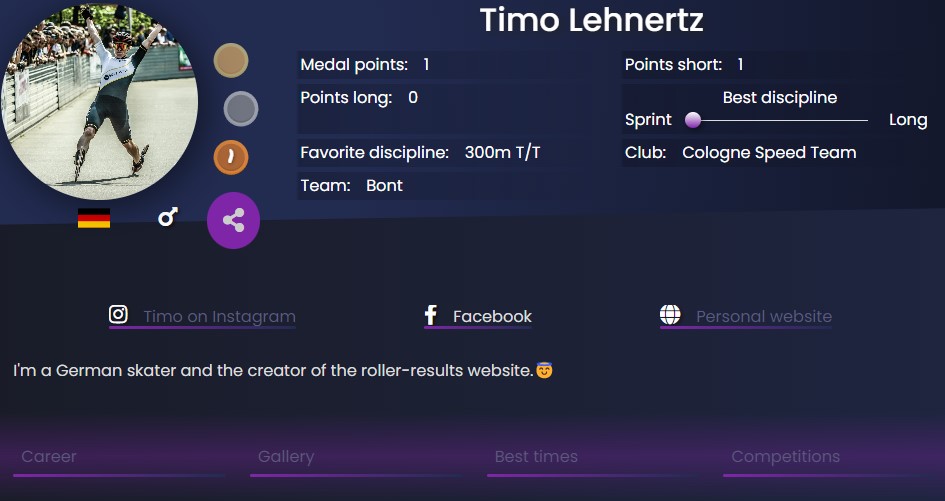 Timo Lehnertz
Medal points: 1
Points short: 1
Points long: 0
Best discipline
Sprint Long
Favorite discipline: 300m T/T
Club: Cologne Speed Team
Team: Bont
1
Timo on Instagram
Facebook
Personal website
I'm a German skater and the creator of the roller-results website.😇
Career
Gallery
Best times
Competitions